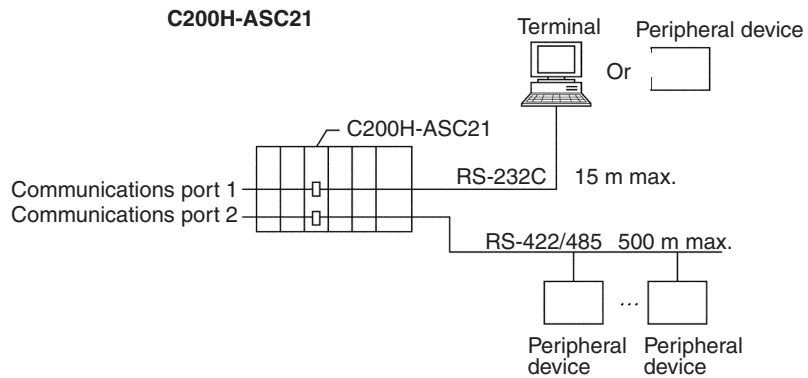 C200H-ASC21
Terminal
Peripheral device
Or
C200H-ASC21
RS-232C 15 m max.
Communications port 1
Communications port 2
RS-422/485 500 m max.
...
Peripheral
device
Peripheral
device